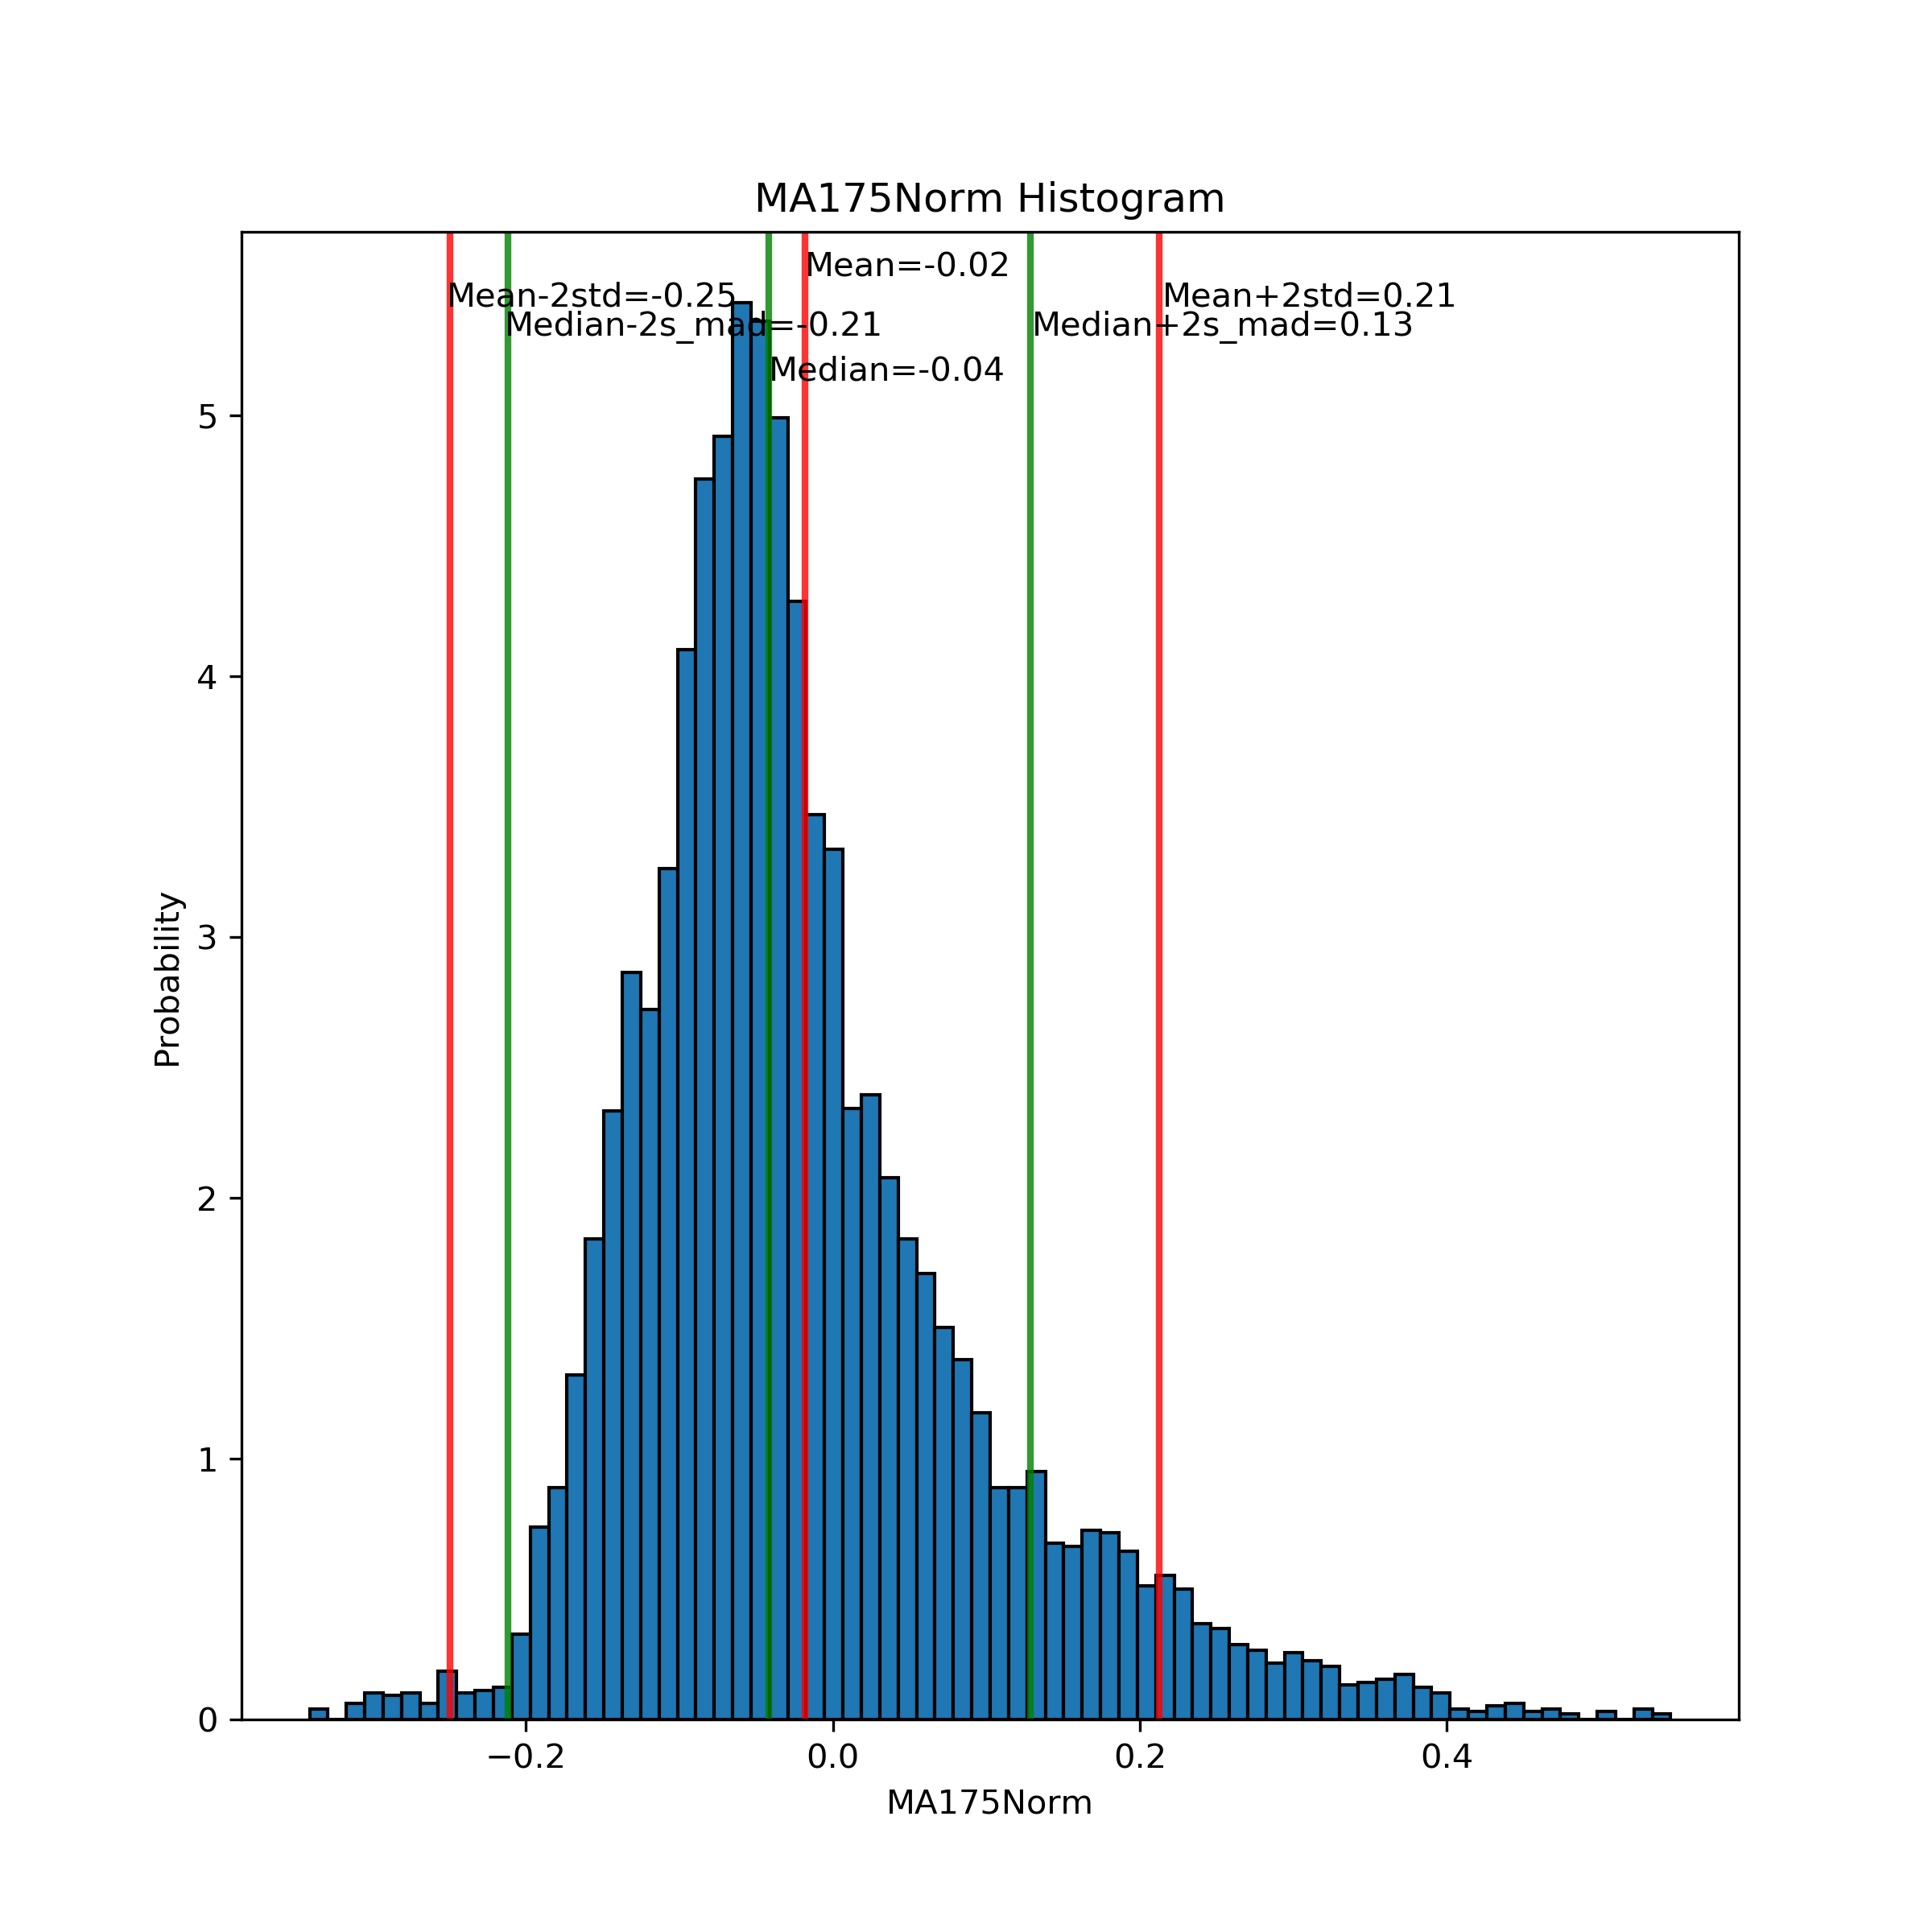 MA175Norm Histogram
Mean=-0.02
Mean-2std=-0.25
Mean+2std=0.21
Median-2s_mad=-0.21
Median+2s_mad=0.13
Median=-0.04
5
4
3
2
1
0
Probability
−0.2
0.0
0.2
0.4
MA175Norm